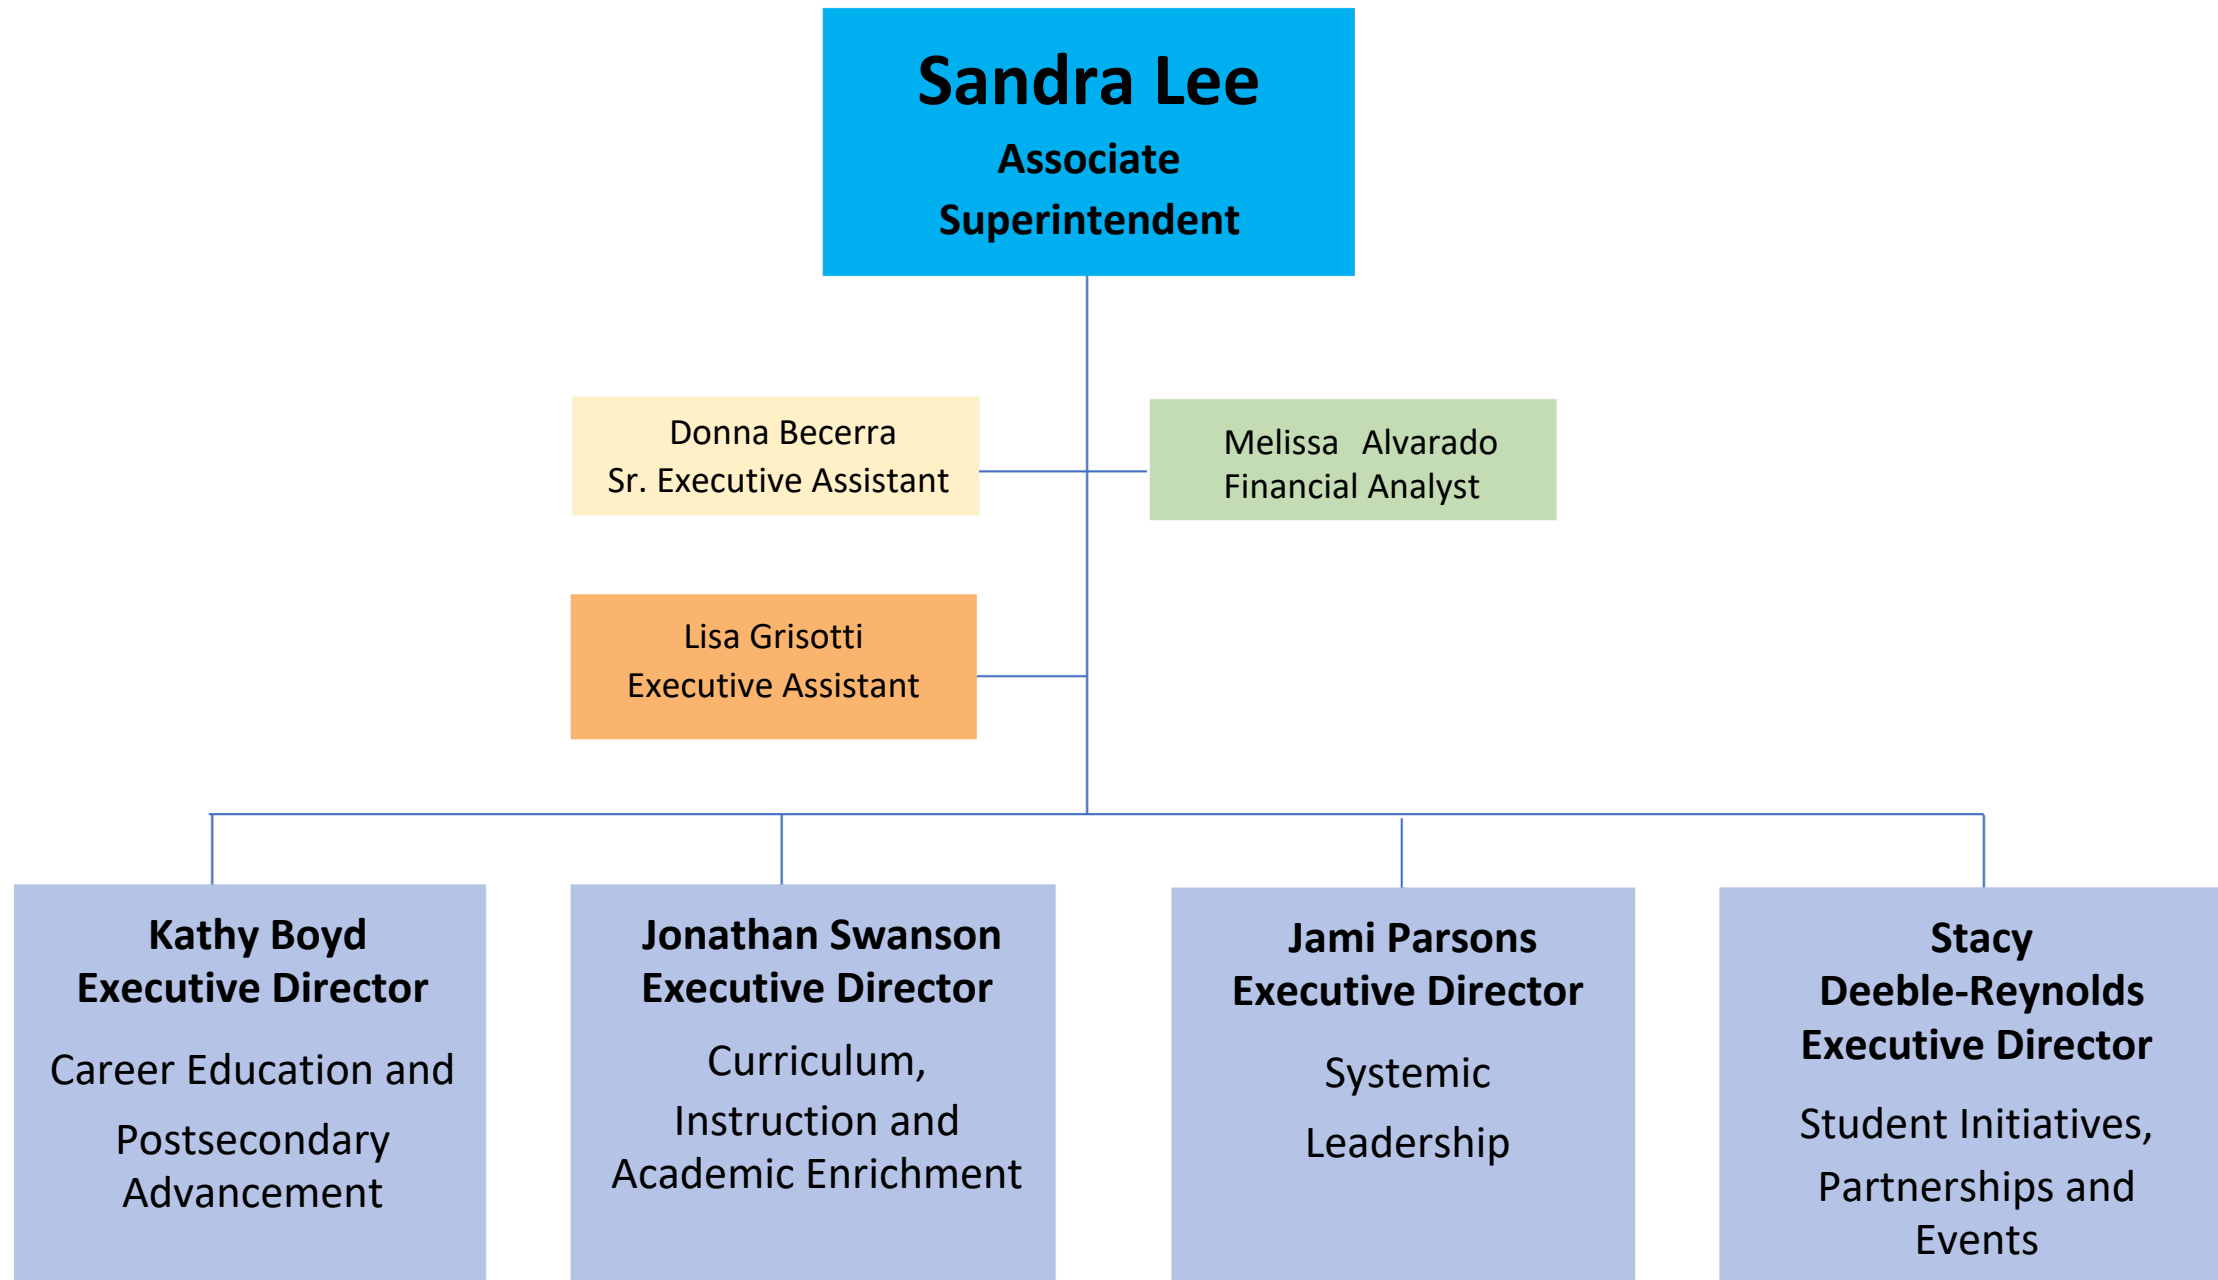 Sandra Lee
Associate
Superintendent
Donna Becerra
Sr. Executive Assistant
Melissa Alvarado
Financial Analyst
Lisa Grisotti
Executive Assistant
Kathy Boyd
Executive Director
Career Education and
Postsecondary
Advancement
Jonathan Swanson
Executive Director
Curriculum,
Instruction and
Academic Enrichment
Jami Parsons
Executive Director
Systemic
Leadership
Stacy
Deeble-Reynolds
Executive Director
Student Initiatives,
Partnerships and
Events